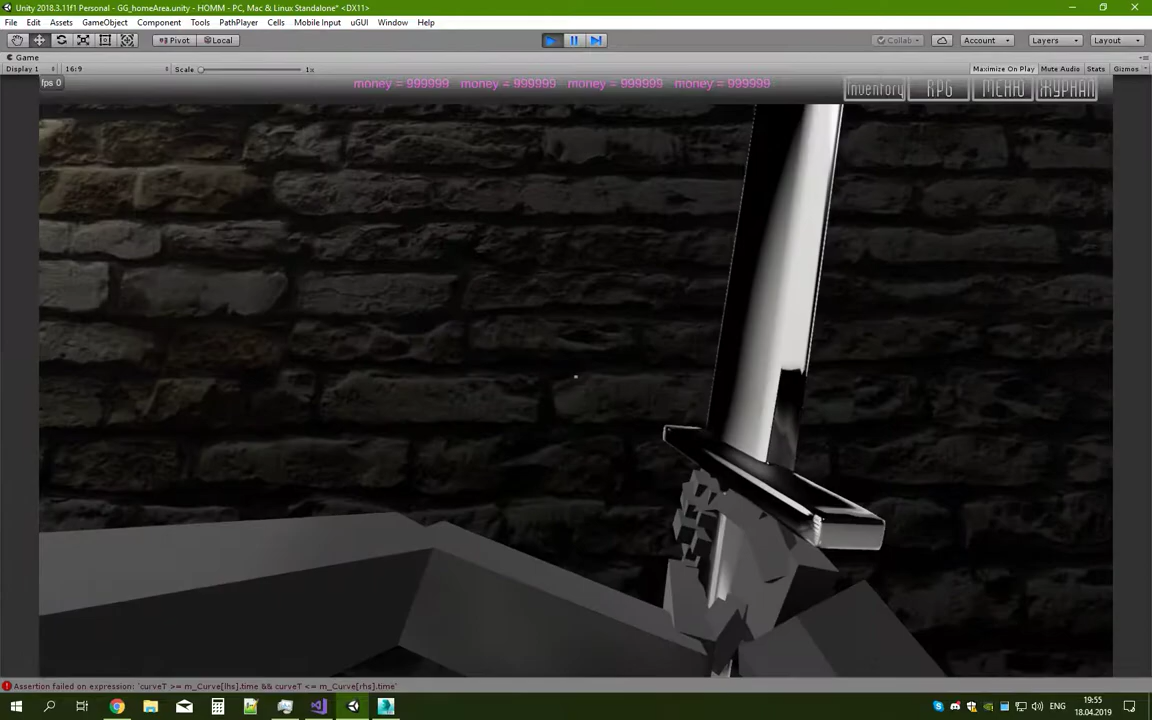 Unity 2018.3.11f1 Personal - GG_homeArea.unity - HOMM - PC, Mac & Linux Standalone* <DX11>
File Edit Assets GameObject Component Tools PathPlayer Cells Mobile Input uGUI Window Help
Pivot Local Collab Account Layers Layout
Game
Display 1 16:9 Scale 1x Maximize On Play Mute Audio Stats Gizmos
fps 0 money = 999999 money = 999999 money = 999999 money = 999999 Inventory RPG МЕНЮ ЖУРНАЛ
Assertion failed on expression: 'curveT >= m_Curve[lhs].time && curveT <= m_Curve[rhs].time'
ENG
19:55
18.04.2019